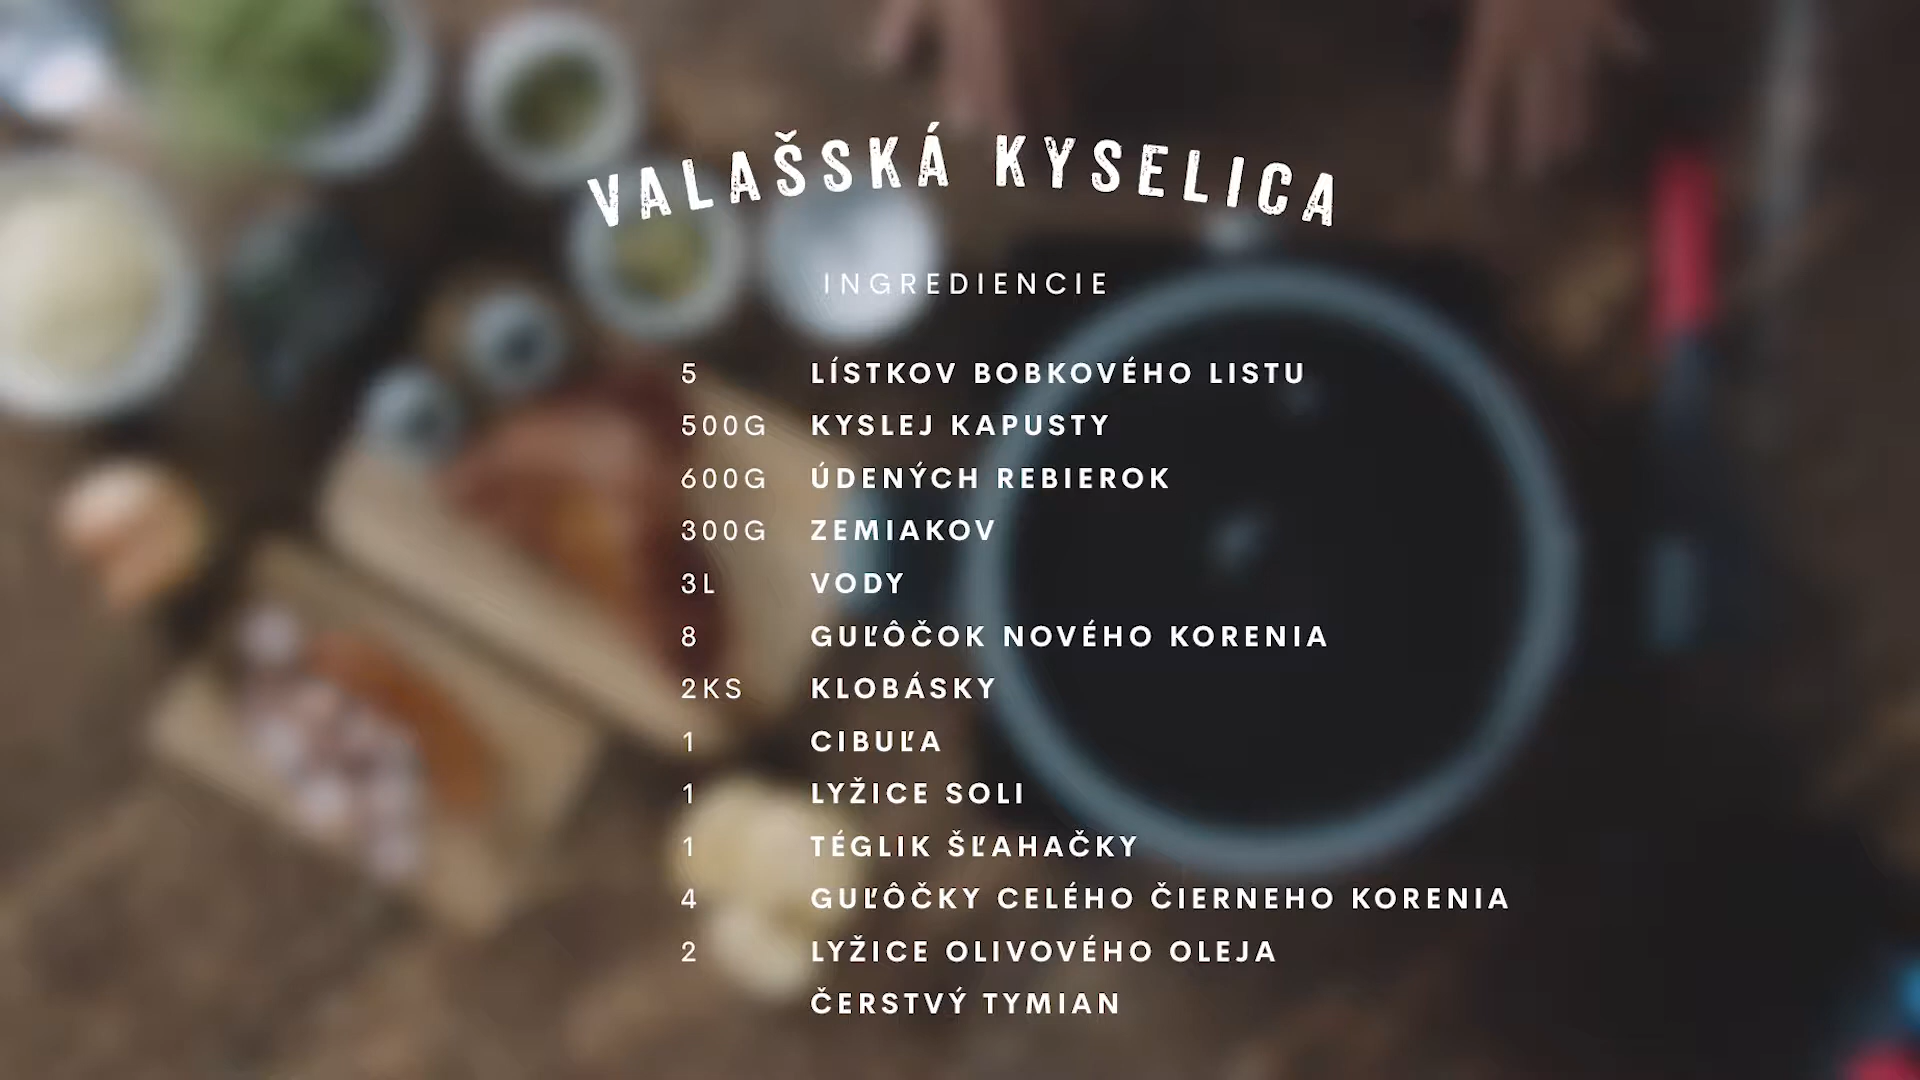 VALAŠSKÁ KYSELICA
INGREDIENCIE
5 LÍSTKOV BOBKOVÉHO LISTU
500G KYSLEJ KAPUSTY
600G ÚDENÝCH REBIEROK
300G ZEMIAKOV
3L VODY
8 GUĽÔČOK NOVÉHO KORENIA
2KS KLOBÁSKY
1 CIBUĽA
1 LYŽICE SOLI
1 TÉGLIK ŠĽAHAČKY
4 GUĽÔČKY CELÉHO ČIERNEHO KORENIA
2 LYŽICE OLIVOVÉHO OLEJA
ČERSTVÝ TYMIAN